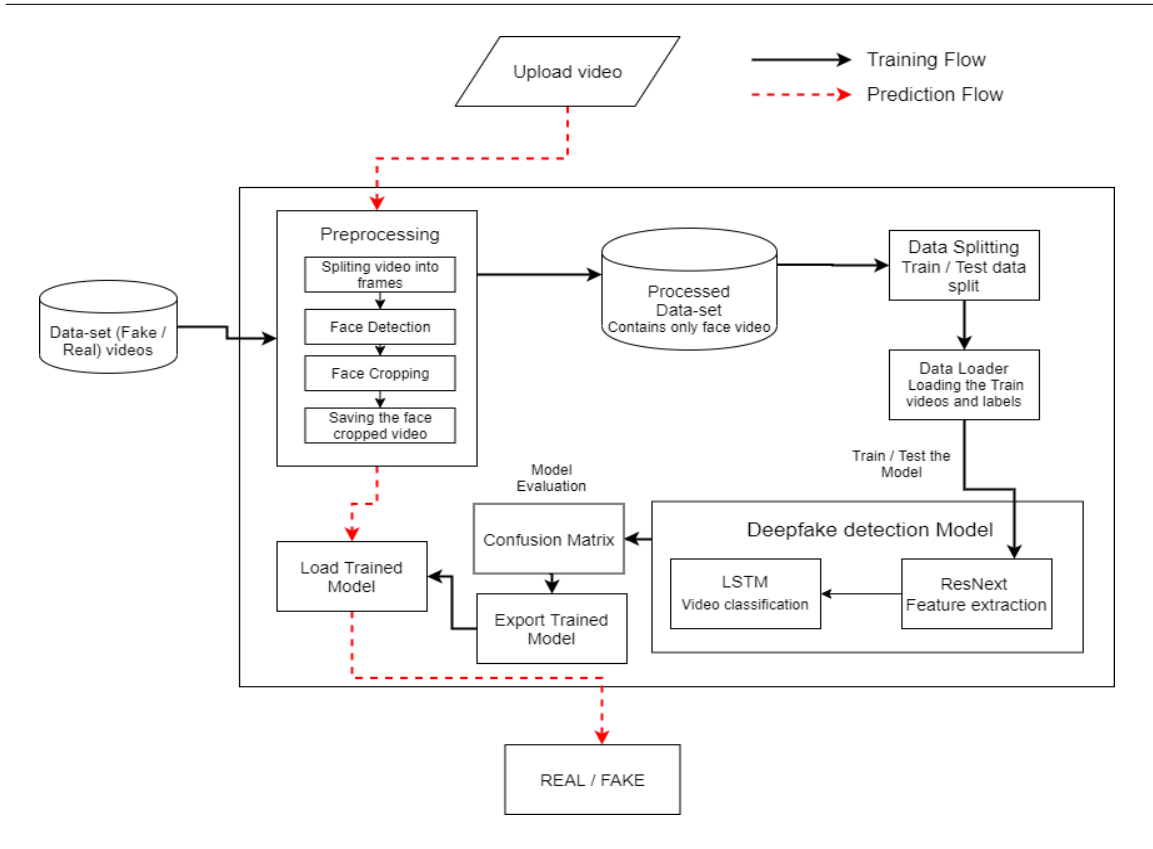 Upload video
Training Flow
Prediction Flow
Preprocessing
Spliting video into
frames
Face Detection
Face Cropping
Saving the face
cropped video
Data-set (Fake /
Real) videos
Processed
Data-set
Contains only face video
Data Splitting
Train / Test data
split
Data Loader
Loading the Train
videos and labels
Train / Test the
Model
Model
Evaluation
Confusion Matrix
Deepfake detection Model
LSTM
Video classification
ResNext
Feature extraction
Load Trained
Model
Export Trained
Model
REAL / FAKE